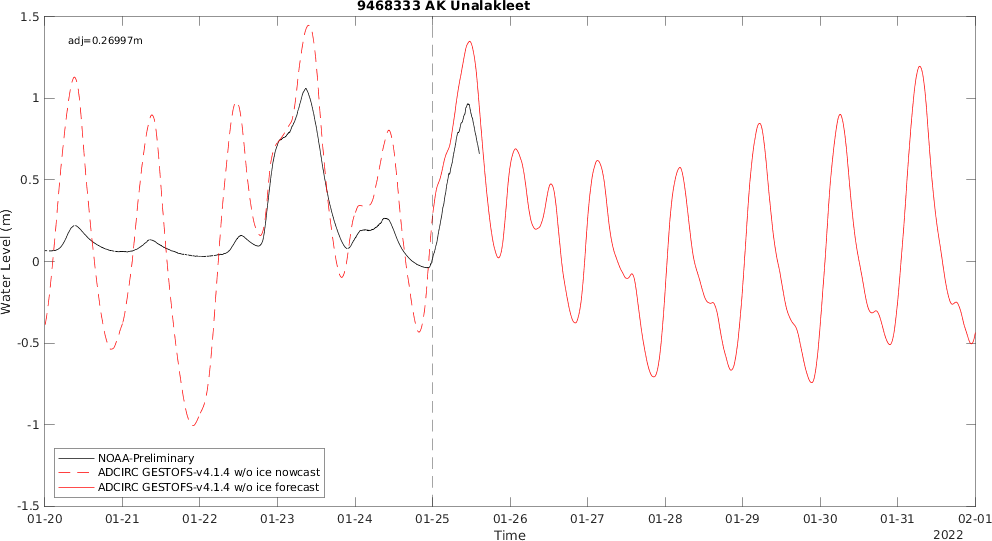 9468333 AK Unalakleet
adj=0.26997m
1.5
1
0.5
0
-0.5
-1
-1.5
Water Level (m)
NOAA-Preliminary
ADCIRC GESTOFS-v4.1.4 w/o ice nowcast
ADCIRC GESTOFS-v4.1.4 w/o ice forecast
01-20 01-21 01-22 01-23 01-24 01-25 01-26 01-27 01-28 01-29 01-30 01-31 02-01
Time
2022